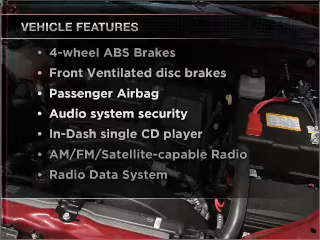 VEHICLE FEATURES
• 4-wheel ABS Brakes
• Front Ventilated disc brakes
• Passenger Airbag
• Audio system security
• In-Dash single CD player
• AM/FM/Satellite-capable Radio
• Radio Data System